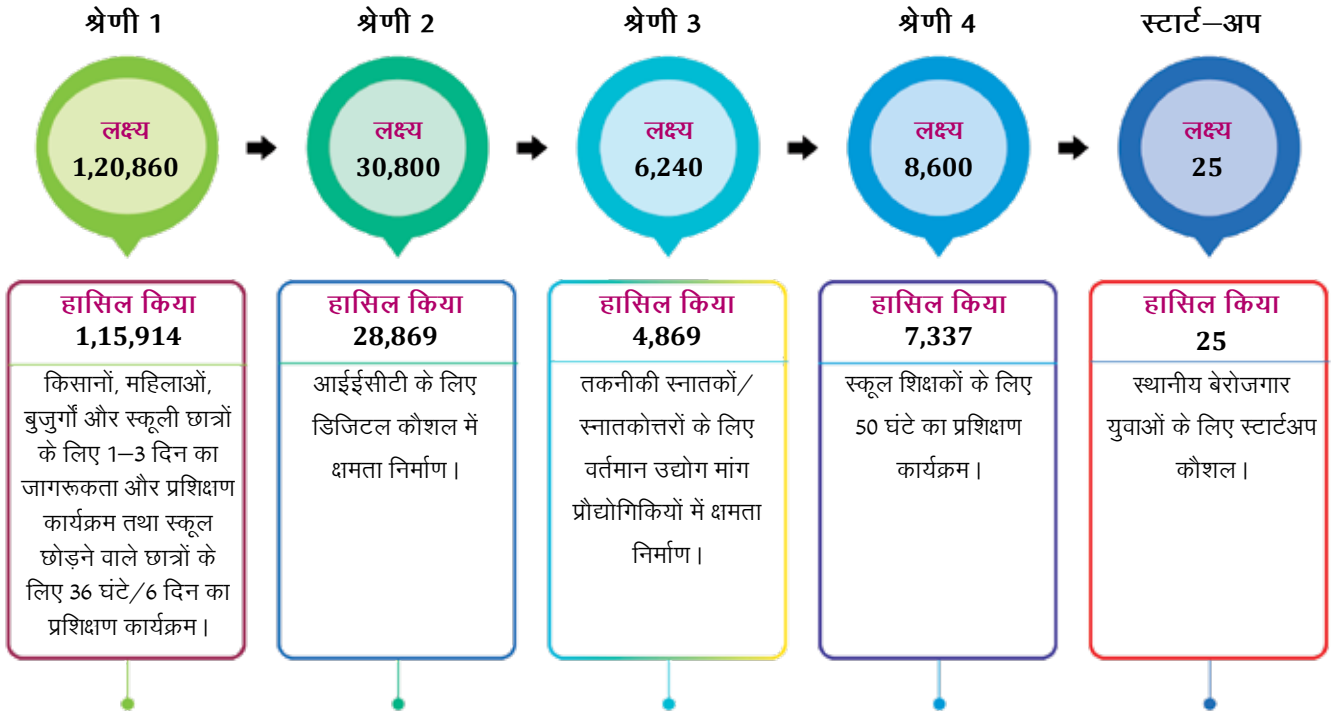 श्रेणी 1
लक्ष्य
1,20,860
हासिल किया
1,15,914
किसानों, महिलाओं,
बुजुर्गों और स्कूली छात्रों
के लिए 1–3 दिन का
जागरूकता और प्रशिक्षण
कार्यक्रम तथा स्कूल
छोड़ने वाले छात्रों के
लिए 36 घंटे/6 दिन का
प्रशिक्षण कार्यक्रम।
श्रेणी 2
लक्ष्य
30,800
हासिल किया
28,869
आईईसीटी के लिए
डिजिटल कौशल में
क्षमता निर्माण।
श्रेणी 3
लक्ष्य
6,240
हासिल किया
4,869
तकनीकी स्नातकों/
स्नातकोत्तरों के लिए
वर्तमान उद्योग मांग
प्रौद्योगिकियों में क्षमता
निर्माण।
श्रेणी 4
लक्ष्य
8,600
हासिल किया
7,337
स्कूल शिक्षकों के लिए
50 घंटे का प्रशिक्षण
कार्यक्रम।
स्टार्ट–अप
लक्ष्य
25
हासिल किया
25
स्थानीय बेरोजगार
युवाओं के लिए स्टार्टअप
कौशल।